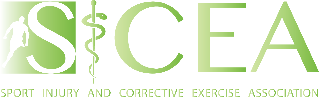 SICEA
SPORT INJURY AND CORRECTIVE EXERCISE ASSOCIATION